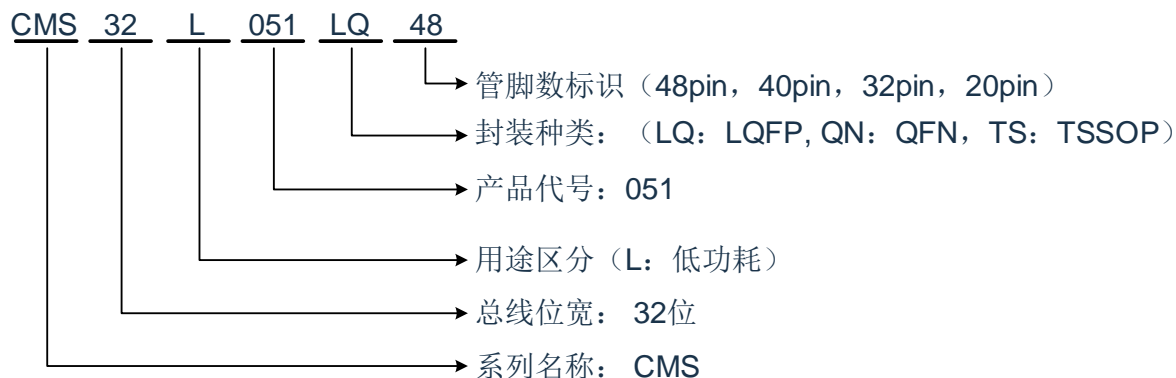 CMS 32 L 051 LQ 48
管脚数标识（48pin，40pin，32pin，20pin）
封装种类：（LQ：LQFP, QN：QFN，TS：TSSOP）
产品代号：051
用途区分（L：低功耗）
总线位宽： 32位
系列名称： CMS